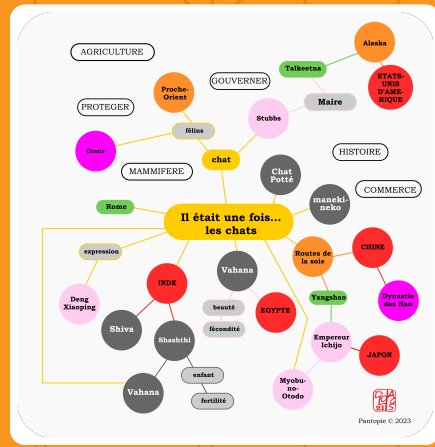 AGRICULTURE
Alaska
Talkeetna
ETATS-
UNIS
D'AME-
RIQUE
GOUVERNER
Proche-
Orient
Maire
PROTEGER
Stubbs
félins
Grecs
chat
HISTOIRE
MAMMIFERE
Chat
Potté
COMMERCE
maneki-
neko
Rome
Il était une fois...
les chats
expression
CHINE
Routes de
la soie
Vahana
INDE
Deng
Xiaoping
Yangshao
Dynastie
des Han
beauté
EGYPTE
Shiva
fécondité
Shashthi
Empereur
Ichijo
JAPON
enfant
Myobu-
no-
Otodo
Vahana
fertilité
Pantopie © 2023